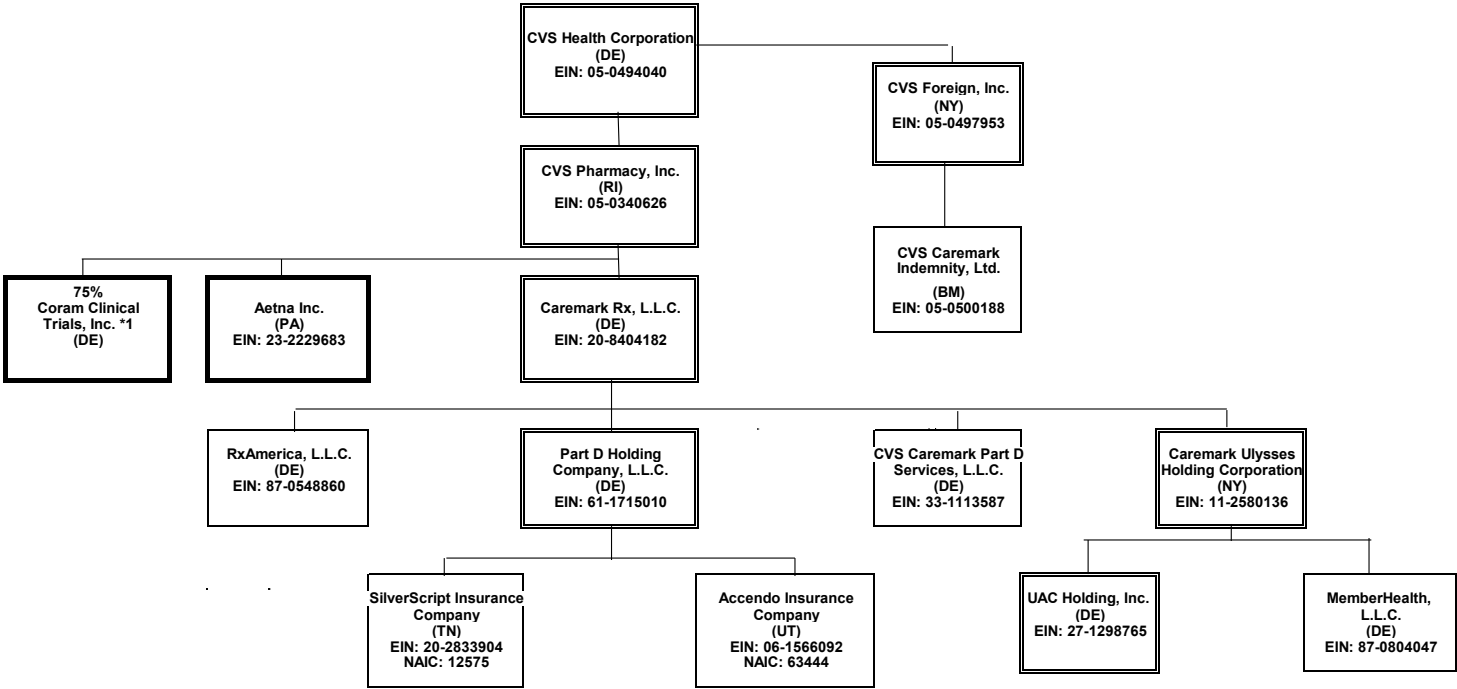 CVS Health Corporation
(DE)
EIN: 05-0494040
CVS Foreign, Inc.
(NY)
EIN: 05-0497953
CVS Pharmacy, Inc.
(RI)
EIN: 05-0340626
CVS Caremark
Indemnity, Ltd.
(BM)
EIN: 05-0500188
75%
Coram Clinical
Trials, Inc. *1
(DE)
Aetna Inc.
(PA)
EIN: 23-2229683
Caremark Rx, L.L.C.
(DE)
EIN: 20-8404182
RxAmerica, L.L.C.
(DE)
EIN: 87-0548860
Part D Holding
Company, L.L.C.
(DE)
EIN: 61-1715010
CVS Caremark Part D
Services, L.L.C.
(DE)
EIN: 33-1113587
Caremark Ulysses
Holding Corporation
(NY)
EIN: 11-2580136
SilverScript Insurance
Company
(TN)
EIN: 20-2833904
NAIC: 12575
Accendo Insurance
Company
(UT)
EIN: 06-1566092
NAIC: 63444
UAC Holding, Inc.
(DE)
EIN: 27-1298765
MemberHealth,
L.L.C.
(DE)
EIN: 87-0804047